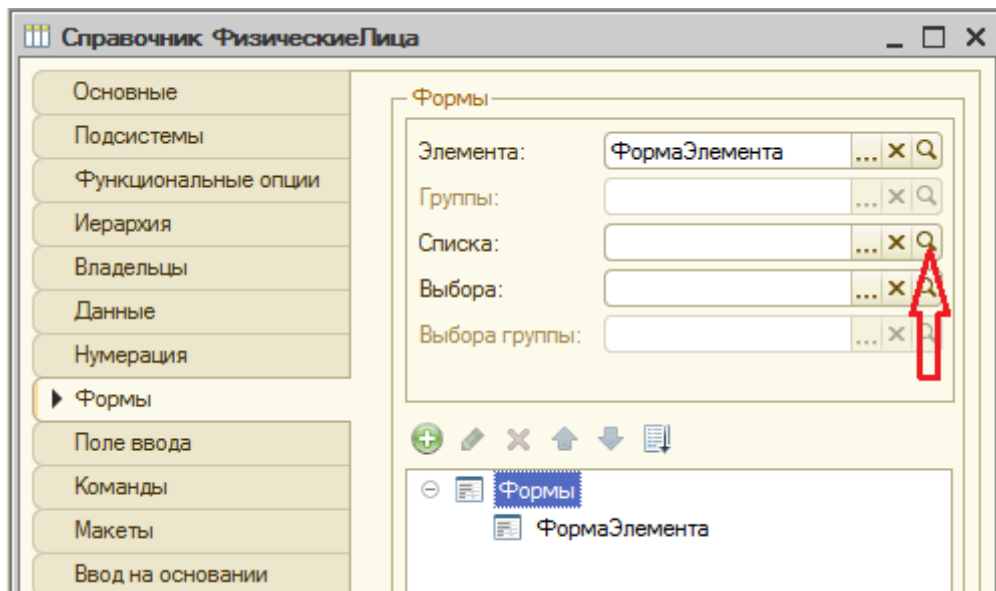 Справочник ФизическиеЛица
Основные
Подсистемы
Функциональные опции
Иерархия
Владельцы
Данные
Нумерация
Формы
Поле ввода
Команды
Макеты
Ввод на основании
Формы
Элемента: ФормаЭлемента ...
Группы: ...
Списка: ...
Выбора: ...
Выбора группы: ...
Формы
ФормаЭлемента